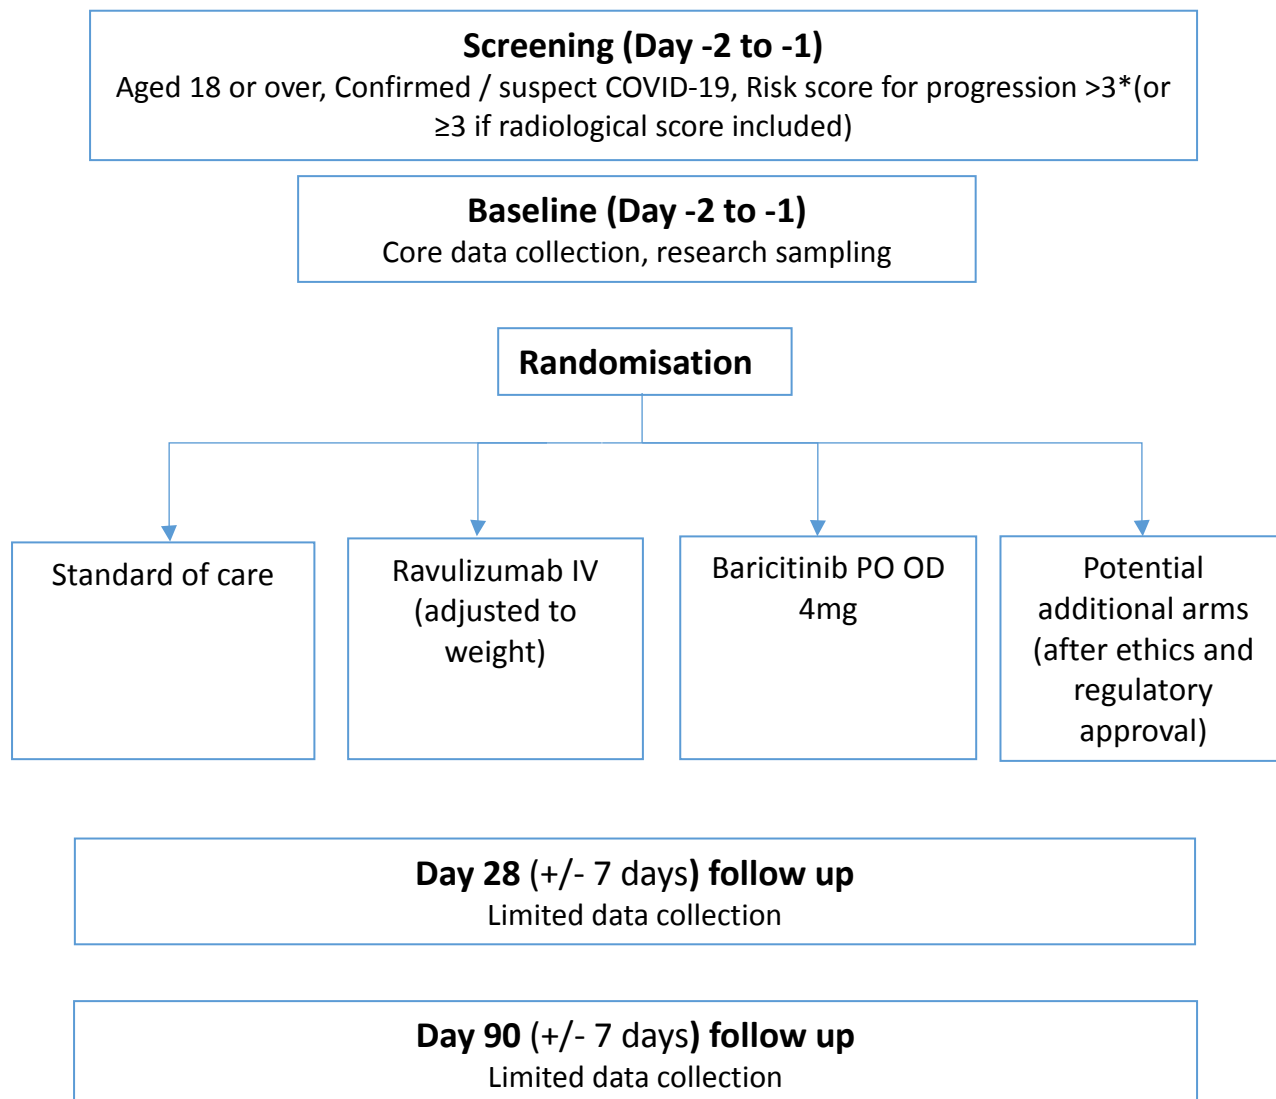 Screening (Day -2 to -1)
Aged 18 or over, Confirmed / suspect COVID-19, Risk score for progression >3*(or
≥3 if radiological score included)
Baseline (Day -2 to -1)
Core data collection, research sampling
Randomisation
Standard of care
Ravulizumab IV
(adjusted to
weight)
Baricitinib PO OD
4mg
Potential
additional arms
(after ethics and
regulatory
approval)
Day 28 (+/- 7 days) follow up
Limited data collection
Day 90 (+/- 7 days) follow up
Limited data collection